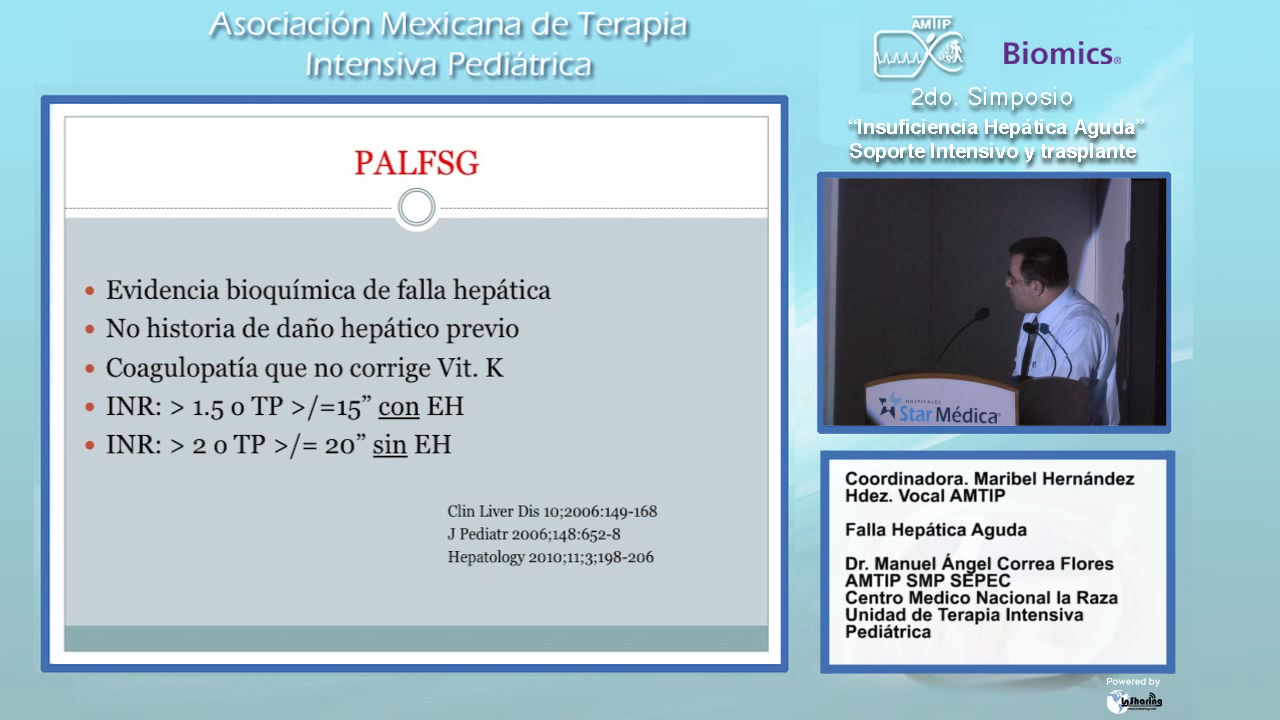 Asociación Mexicana de Terapia
Intensiva Pediátrica
AMTIP
Biomics®
2do. Simposio
“Insuficiencia Hepática Aguda”
Soporte Intensivo y trasplante
PALFSG
• Evidencia bioquímica de falla hepática
• No historia de daño hepático previo
• Coagulopatía que no corrige Vit. K
• INR: > 1.5 o TP >/=15” con EH
• INR: > 2 o TP >/= 20” sin EH
Clin Liver Dis 10;2006:149-168
J Pediatr 2006;148:652-8
Hepatology 2010;11;3;198-206
HOSPITALES
Star Médica®
Coordinadora. Maribel Hernández
Hdez. Vocal AMTIP
Falla Hepática Aguda
Dr. Manuel Ángel Correa Flores
AMTIP SMP SEPEC
Centro Medico Nacional la Raza
Unidad de Terapia Intensiva
Pediátrica
Powered by
InSharing